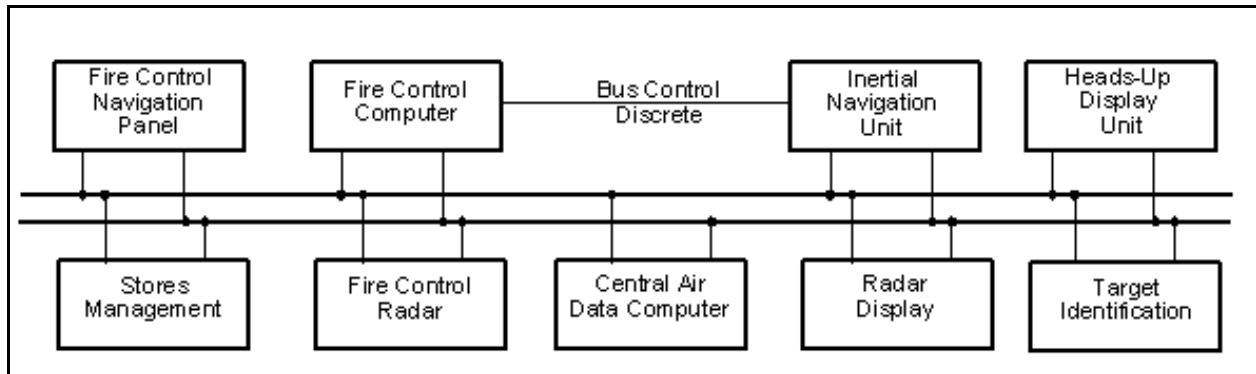 Fire Control
Navigation
Panel
Fire Control
Computer
Bus Control
Discrete
Inertial
Navigation
Unit
Heads-Up
Display
Unit
Stores
Management
Fire Control
Radar
Central Air
Data Computer
Radar
Display
Target
Identification